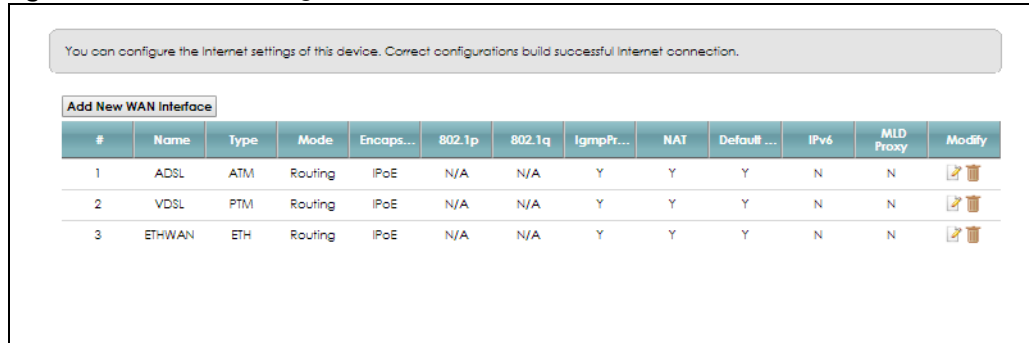 You can configure the Internet settings of this device. Correct configurations build successful Internet connection.
Add New WAN Interface
# Name Type Mode Encaps... 802.1p 802.1q IgmpPr... NAT Default ... IPv6 MLD Proxy Modify
1 ADSL ATM Routing IPoE N/A N/A Y Y Y N N
2 VDSL PTM Routing IPoE N/A N/A Y Y Y N N
3 ETHWAN ETH Routing IPoE N/A N/A Y Y Y N N